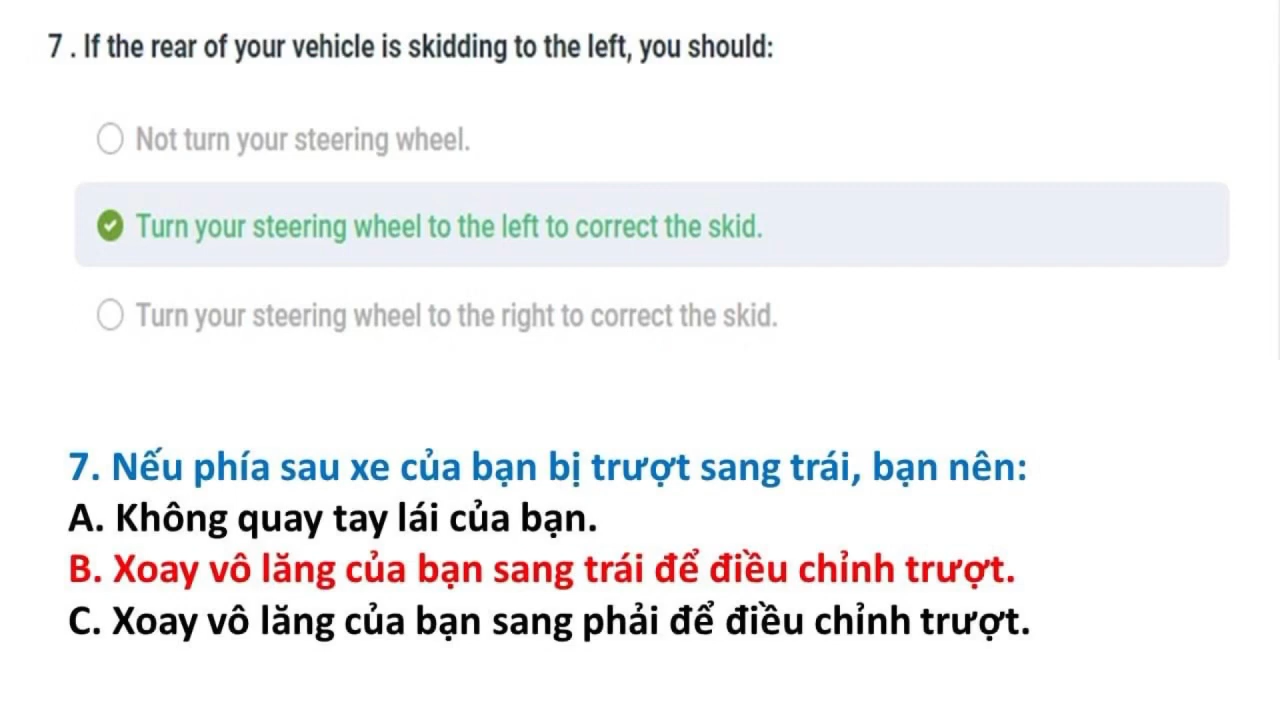 7 . If the rear of your vehicle is skidding to the left, you should:
Not turn your steering wheel.
Turn your steering wheel to the left to correct the skid.
Turn your steering wheel to the right to correct the skid.
7. Nếu phía sau xe của bạn bị trượt sang trái, bạn nên:
A. Không quay tay lái của bạn.
B. Xoay vô lăng của bạn sang trái để điều chỉnh trượt.
C. Xoay vô lăng của bạn sang phải để điều chỉnh trượt.